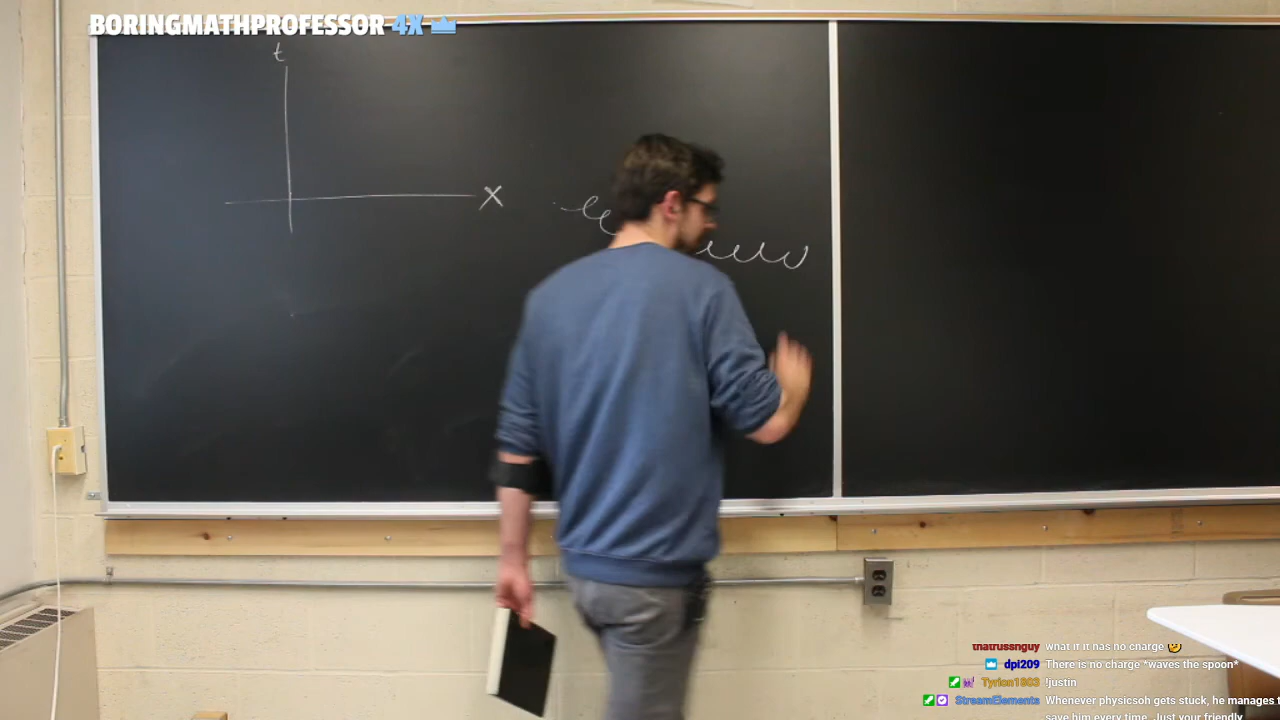 BORINGMATHPROFESSOR 4X
t
x
thatrussnguy what if it has no charge
dpi209 There is no charge *waves the spoon*
Tyrion1803 !justin
StreamElements Whenever physicsoh gets stuck, he manages t
save him every time. Just your friendly